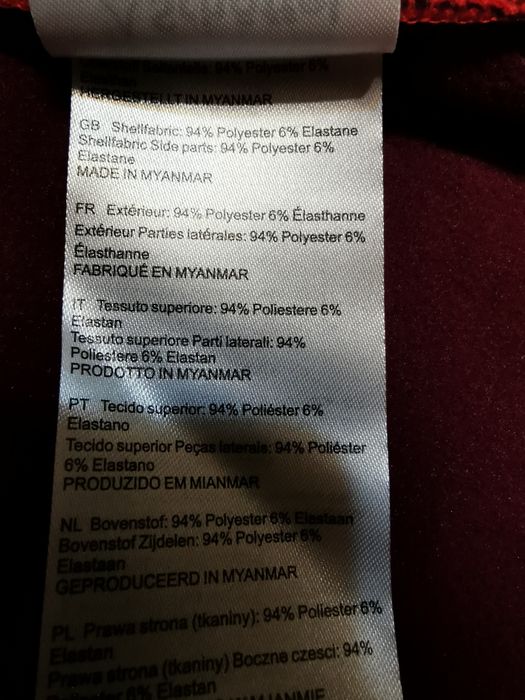 94% Polyester 6%
Elasthan
HERGESTELLT IN MYANMAR
GB Shellfabric: 94% Polyester 6% Elastane
Shellfabric Side parts: 94% Polyester 6%
Elastane
MADE IN MYANMAR
FR Extérieur: 94% Polyester 6% Élasthanne
Extérieur Parties latérales: 94% Polyester 6%
Élasthanne
FABRIQUÉ EN MYANMAR
IT Tessuto superiore: 94% Poliestere 6%
Elastan
Tessuto superiore Parti laterali: 94%
Poliestere 6% Elastan
PRODOTTO IN MYANMAR
PT Tecido superior: 94% Poliéster 6%
Elastano
Tecido superior Peças laterais: 94% Poliéster
6% Elastano
PRODUZIDO EM MIANMAR
NL Bovenstof: 94% Polyester 6% Elastaan
Bovenstof Zijdelen: 94% Polyester 6%
Elastaan
GEPRODUCEERD IN MYANMAR
PL Prawa strona (tkaniny): 94% Poliester 6%
Elastan
Prawa strona (tkaniny) Boczne czesci: 94%
Poliester 6% Elastan